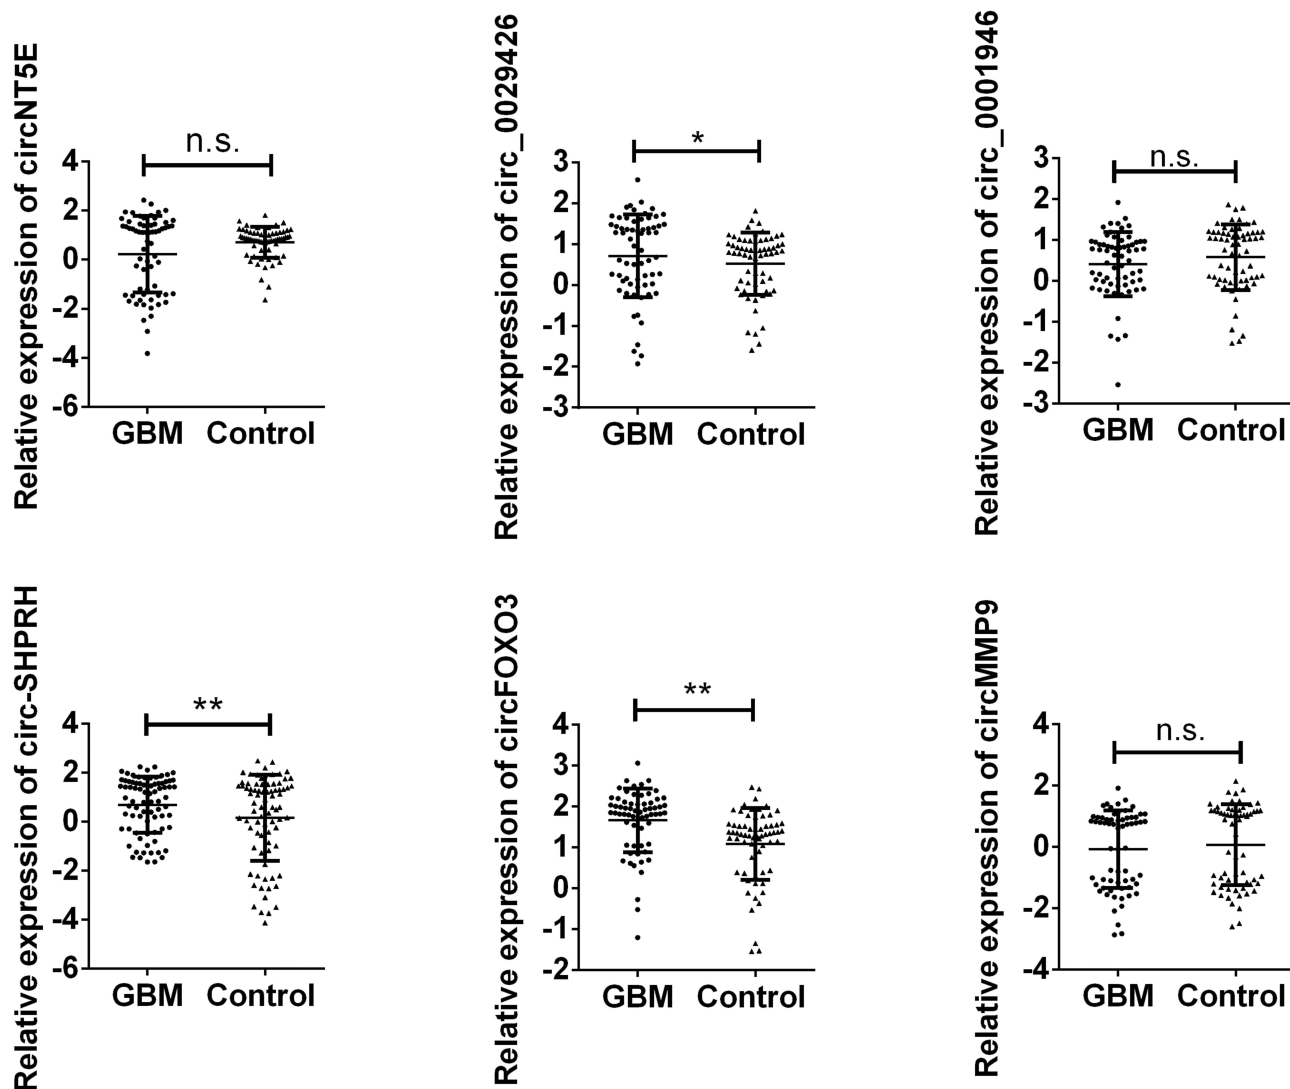 Relative expression of circNT5E
n.s.
4
2
0
-2
-4
-6
GBM Control
Relative expression of circ_0029426
*
3
2
1
0
-1
-2
-3
GBM Control
Relative expression of circ_0001946
n.s.
3
2
1
0
-1
-2
-3
GBM Control
Relative expression of circ-SHPRH
**
4
2
0
-2
-4
-6
GBM Control
Relative expression of circFOXO3
**
4
3
2
1
0
-1
-2
GBM Control
Relative expression of circMMP9
n.s.
4
2
0
-2
-4
GBM Control